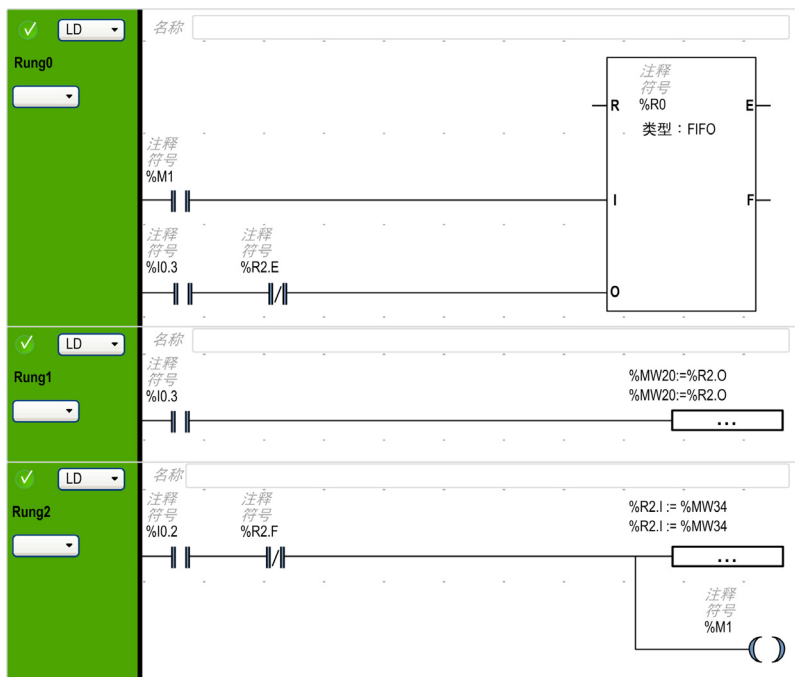 LD
名称
Rung0
注释
符号
%R0
R
E
类型：FIFO
注释
符号
%M1
I
F
注释
符号
%I0.3
注释
符号
%R2.E
O
LD
名称
Rung1
注释
符号
%I0.3
%MW20:=%R2.O
%MW20:=%R2.O
...
LD
名称
Rung2
注释
符号
%I0.2
注释
符号
%R2.F
%R2.I := %MW34
%R2.I := %MW34
...
注释
符号
%M1